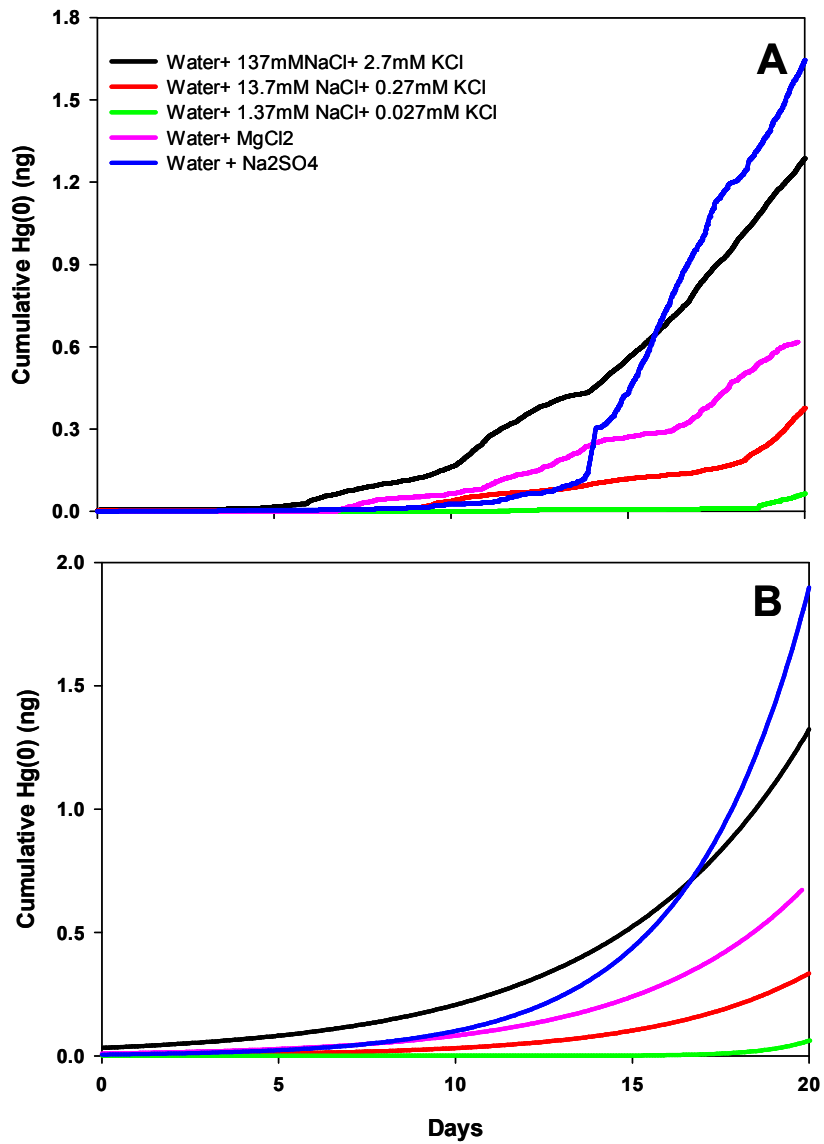 1.8
A
Water+ 137mMNaCl+ 2.7mM KCl
Water+ 13.7mM NaCl+ 0.27mM KCl
Water+ 1.37mM NaCl+ 0.027mM KCl
Water+ MgCl2
Water + Na2SO4
1.5
1.2
0.9
0.6
0.3
0.0
Cumulative Hg(0) (ng)
2.0
B
1.5
1.0
0.5
0.0
Cumulative Hg(0) (ng)
0 5 10 15 20
Days